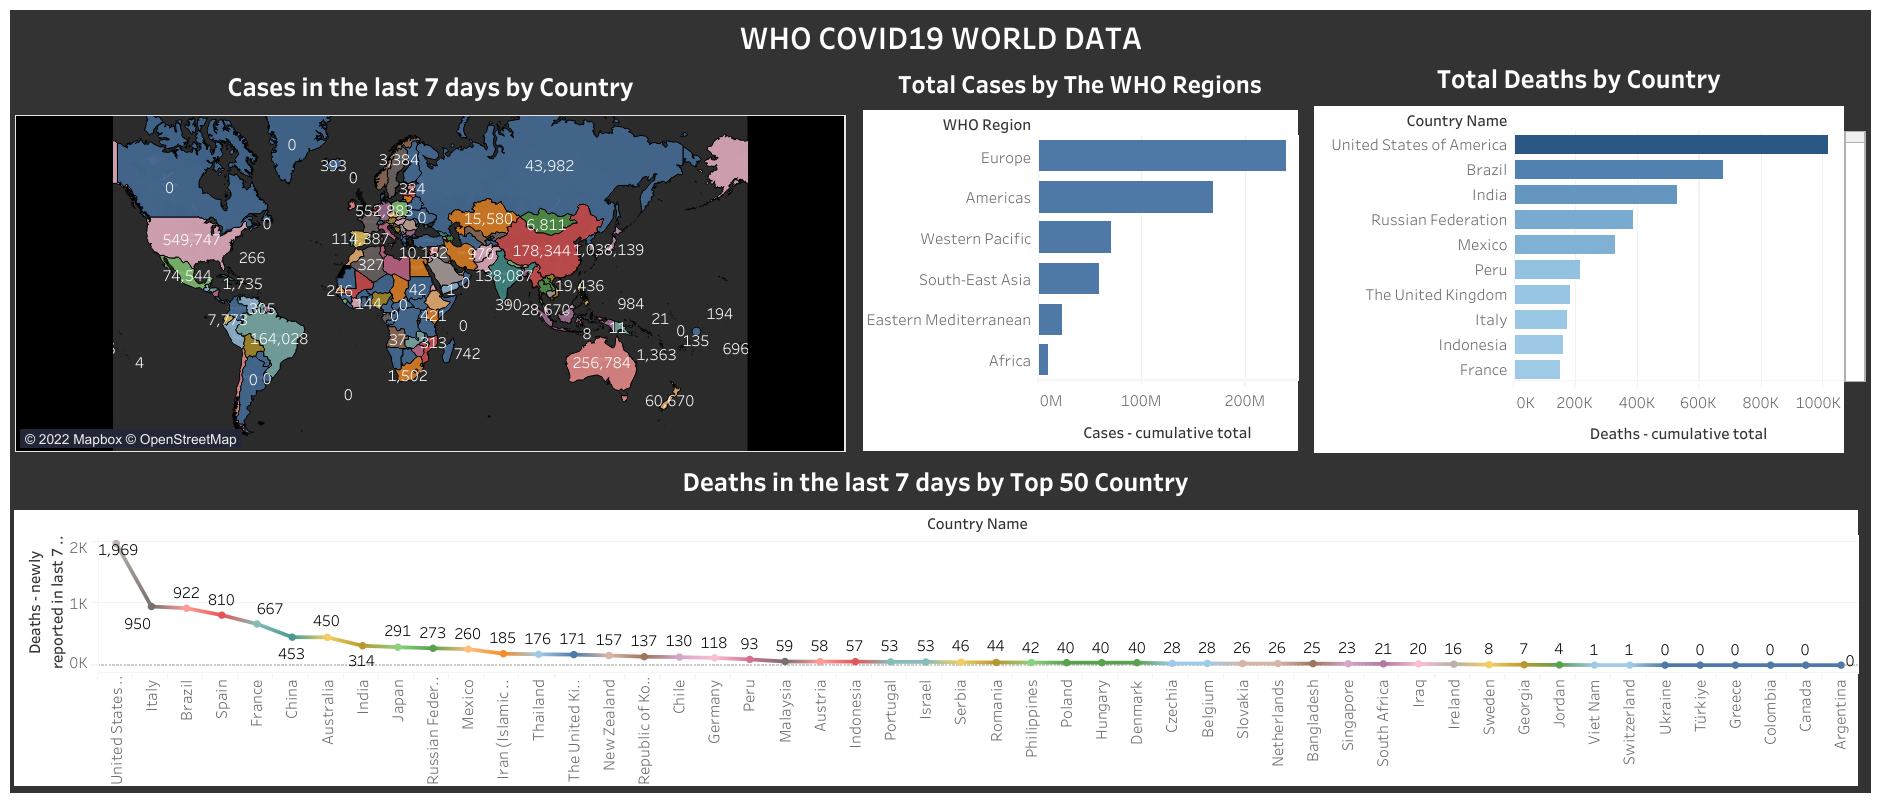 WHO COVID19 WORLD DATA
Cases in the last 7 days by Country
0
393
0
3,384
324
43,982
0
552,883
0
0
549,747
266
114,387
10,152
970
15,580
6,811
178,344
1,038,139
74,544
1,735
327
138,087
0
1
19,436
246
144
42
0
0
305
7,773
421
390
28,670
984
21
194
0
0
135
8
11
164,028
37
313
742
1,363
696
4
256,784
0 0
1,502
0
60,670
© 2022 Mapbox © OpenStreetMap
Total Cases by The WHO Regions
WHO Region
Europe
Americas
Western Pacific
South-East Asia
Eastern Mediterranean
Africa
0M 100M 200M
Cases - cumulative total
Total Deaths by Country
Country Name
United States of America
Brazil
India
Russian Federation
Mexico
Peru
The United Kingdom
Italy
Indonesia
France
0K 200K 400K 600K 800K 1000K
Deaths - cumulative total
Deaths in the last 7 days by Top 50 Country
Country Name
Deaths - newly
reported in last 7 ..
2K
1K
0K
1,969 950 922 810 667 453 450 314 291 273 260 185 176 171 157 137 130 118 93 59 58 57 53 53 46 44 42 40 40 40 28 28 26 26 25 23 21 20 16 8 7 4 1 1 0 0 0 0 0 0
United States..
Italy
Brazil
Spain
France
China
Australia
India
Japan
Russian Feder..
Mexico
Iran (Islamic ..
Thailand
The United Ki..
New Zealand
Republic of Ko..
Chile
Germany
Peru
Malaysia
Austria
Indonesia
Portugal
Israel
Serbia
Romania
Philippines
Poland
Hungary
Denmark
Czechia
Belgium
Slovakia
Netherlands
Bangladesh
Singapore
South Africa
Iraq
Ireland
Sweden
Georgia
Jordan
Viet Nam
Switzerland
Ukraine
Türkiye
Greece
Colombia
Canada
Argentina